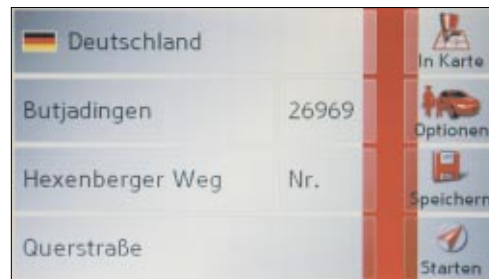 Deutschland
In Karte
Butjadingen 26969
Optionen
Hexenberger Weg Nr.
Speichern
Querstraße
Starten